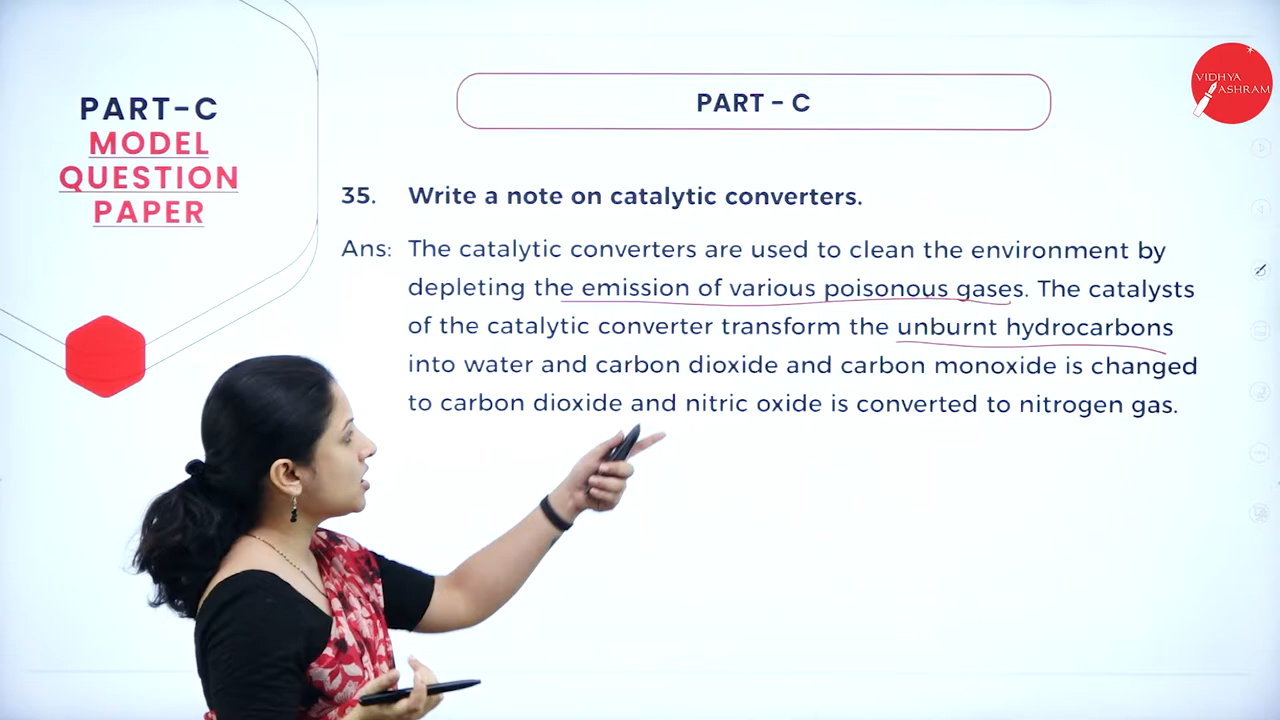 PART-C
MODEL
QUESTION
PAPER
PART - C
VIDHYA
ASHRAM
35. Write a note on catalytic converters.
Ans: The catalytic converters are used to clean the environment by
depleting the emission of various poisonous gases. The catalysts
of the catalytic converter transform the unburnt hydrocarbons
into water and carbon dioxide and carbon monoxide is changed
to carbon dioxide and nitric oxide is converted to nitrogen gas.